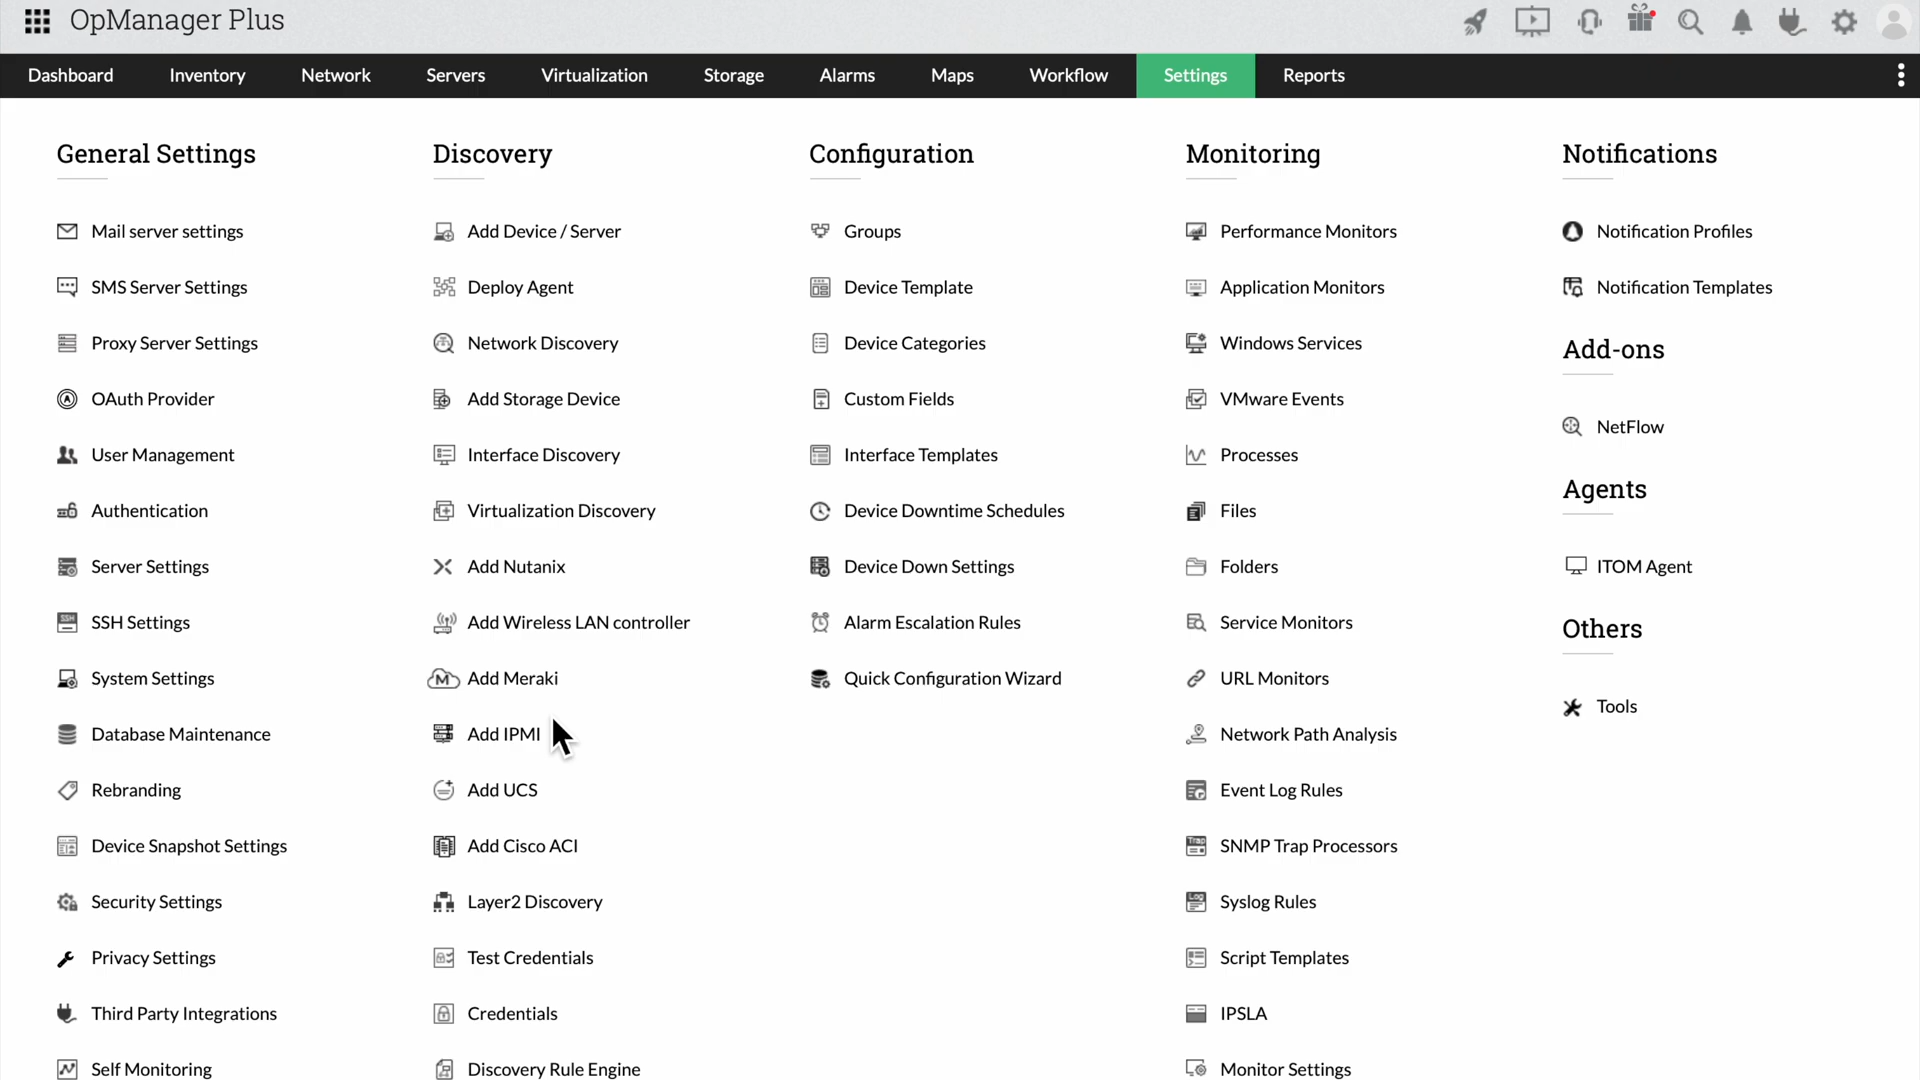 OpManager Plus
Dashboard
Inventory
Network
Servers
Virtualization
Storage
Alarms
Maps
Workflow
Settings
Reports
General Settings
Mail server settings
SMS Server Settings
Proxy Server Settings
OAuth Provider
User Management
Authentication
Server Settings
SSH Settings
System Settings
Database Maintenance
Rebranding
Device Snapshot Settings
Security Settings
Privacy Settings
Third Party Integrations
Self Monitoring
Discovery
Add Device / Server
Deploy Agent
Network Discovery
Add Storage Device
Interface Discovery
Virtualization Discovery
Add Nutanix
Add Wireless LAN controller
Add Meraki
Add IPMI
Add UCS
Add Cisco ACI
Layer2 Discovery
Test Credentials
Credentials
Discovery Rule Engine
Configuration
Groups
Device Template
Device Categories
Custom Fields
Interface Templates
Device Downtime Schedules
Device Down Settings
Alarm Escalation Rules
Quick Configuration Wizard
Monitoring
Performance Monitors
Application Monitors
Windows Services
VMware Events
Processes
Files
Folders
Service Monitors
URL Monitors
Network Path Analysis
Event Log Rules
SNMP Trap Processors
Syslog Rules
Script Templates
IPSLA
Monitor Settings
Notifications
Notification Profiles
Notification Templates
Add-ons
NetFlow
Agents
ITOM Agent
Others
Tools